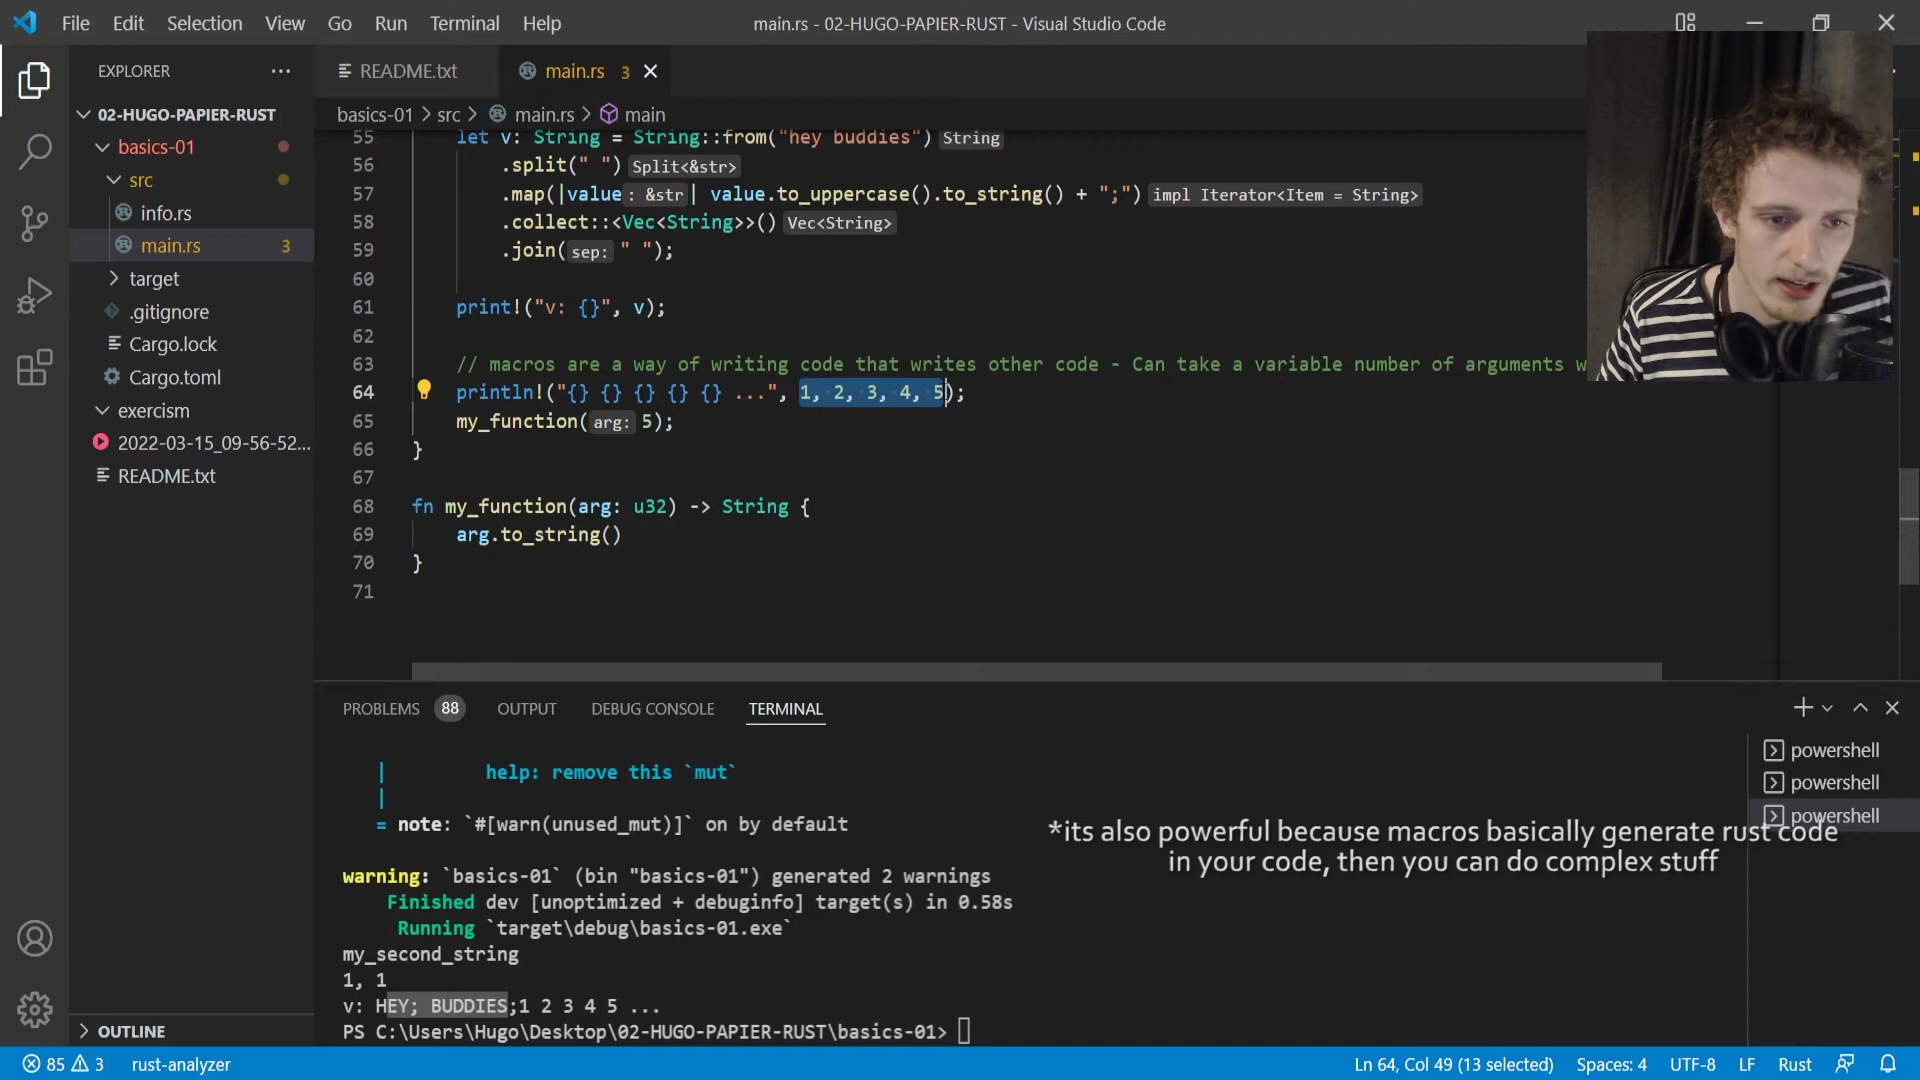 File Edit Selection View Go Run Terminal Help
main.rs - 02-HUGO-PAPIER-RUST - Visual Studio Code
EXPLORER
README.txt
main.rs 3
02-HUGO-PAPIER-RUST
basics-01
src
info.rs
main.rs 3
target
.gitignore
Cargo.lock
Cargo.toml
exercism
2022-03-15_09-56-52...
README.txt
OUTLINE
basics-01 > src > main.rs > main
55 let v: String = String::from("hey buddies") String
56 .split(" ") Split<&str>
57 .map(|value: &str| value.to_uppercase().to_string() + ";") impl Iterator<Item = String>
58 .collect::<Vec<String>>() Vec<String>
59 .join(sep: " ");
60
61 print!("v: {}", v);
62
63 // macros are a way of writing code that writes other code - Can take a variable number of arguments w
64 println!("{} {} {} {} {} ...", 1, 2, 3, 4, 5);
65 my_function(arg: 5);
66 }
67
68 fn my_function(arg: u32) -> String {
69 arg.to_string()
70 }
71
PROBLEMS 88 OUTPUT DEBUG CONSOLE TERMINAL
| help: remove this `mut`
|
= note: `#[warn(unused_mut)]` on by default
warning: `basics-01` (bin "basics-01") generated 2 warnings
Finished dev [unoptimized + debuginfo] target(s) in 0.58s
Running `target\debug\basics-01.exe`
my_second_string
1, 1
v: HEY; BUDDIES;1 2 3 4 5 ...
PS C:\Users\Hugo\Desktop\02-HUGO-PAPIER-RUST\basics-01>
powershell
powershell
powershell
*its also powerful because macros basically generate rust code
in your code, then you can do complex stuff
85 3 rust-analyzer
Ln 64, Col 49 (13 selected) Spaces: 4 UTF-8 LF Rust